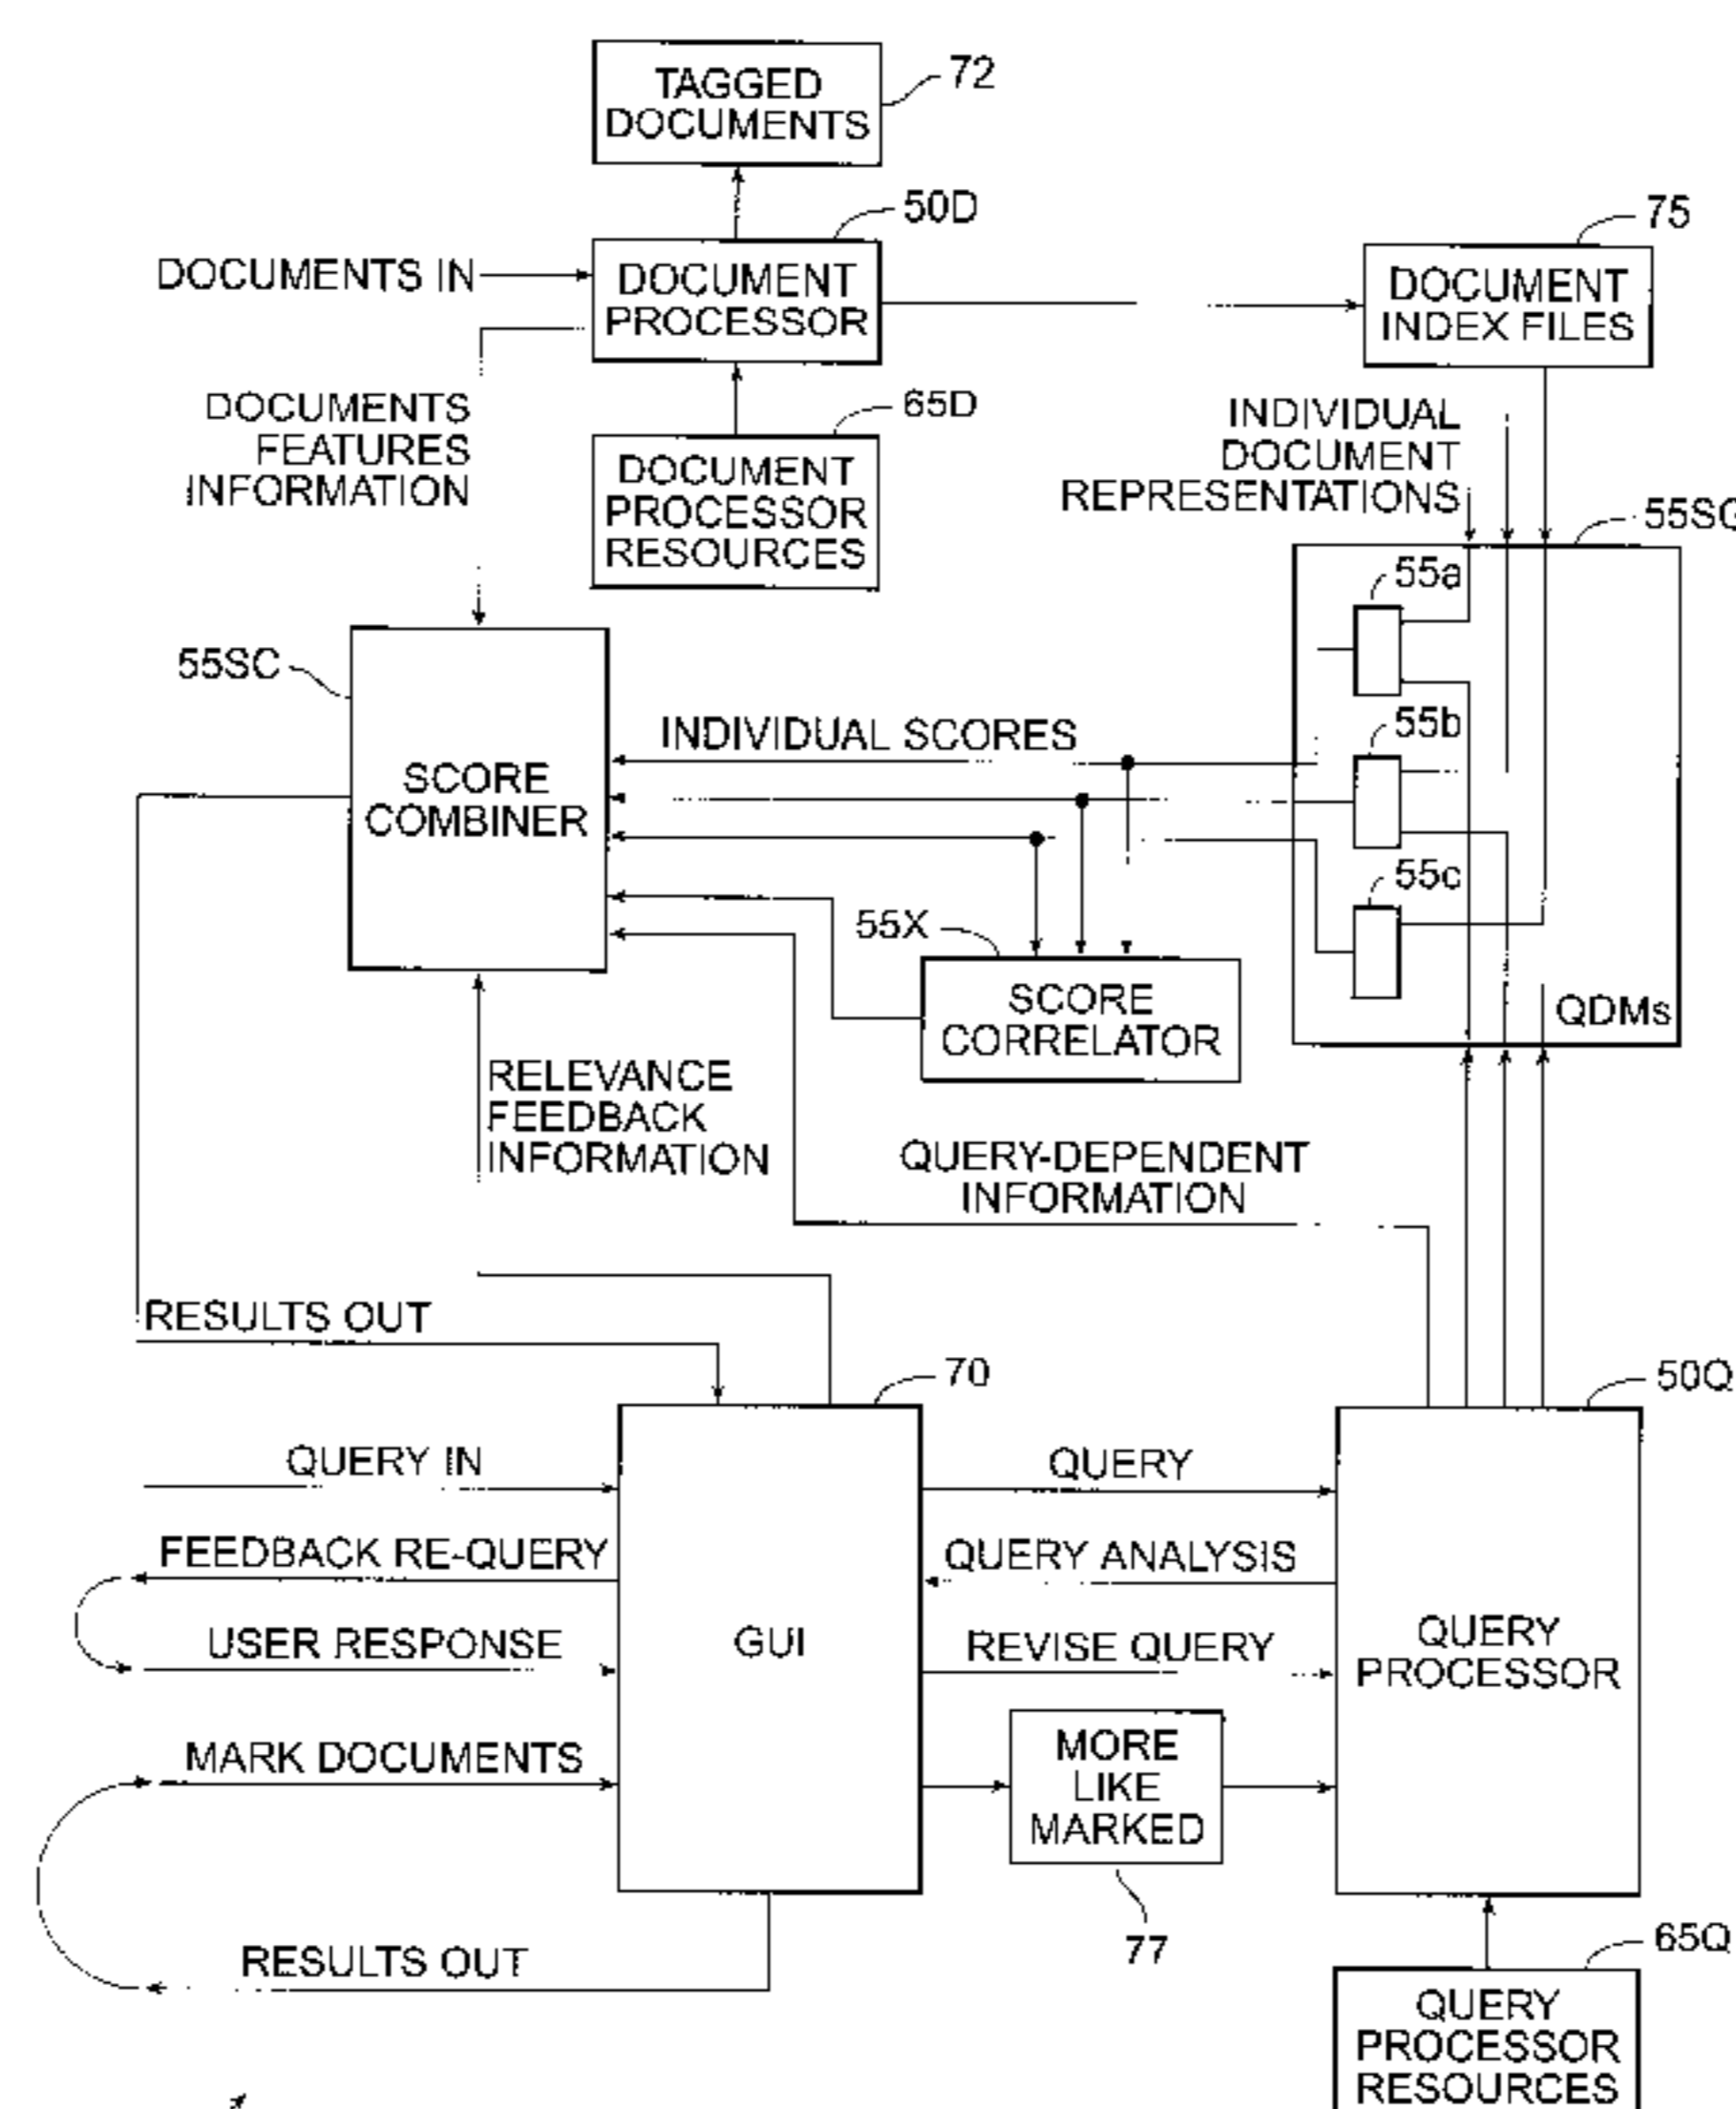 TAGGED
DOCUMENTS
72
50D
DOCUMENTS IN
DOCUMENT
PROCESSOR
75
DOCUMENT
INDEX FILES
DOCUMENTS
FEATURES
INFORMATION
65D
DOCUMENT
PROCESSOR
RESOURCES
INDIVIDUAL
DOCUMENT
REPRESENTATIONS
55a
55SC
55b
INDIVIDUAL SCORES
SCORE
COMBINER
55c
55X
SCORE
CORRELATOR
QDMs
RELEVANCE
FEEDBACK
INFORMATION
QUERY-DEPENDENT
INFORMATION
RESULTS OUT
70
50Q
QUERY IN
QUERY
FEEDBACK RE-QUERY
QUERY ANALYSIS
USER RESPONSE
GUI
REVISE QUERY
QUERY
PROCESSOR
MARK DOCUMENTS
MORE
LIKE
MARKED
77
RESULTS OUT
65Q
QUERY
PROCESSOR
RESOURCES